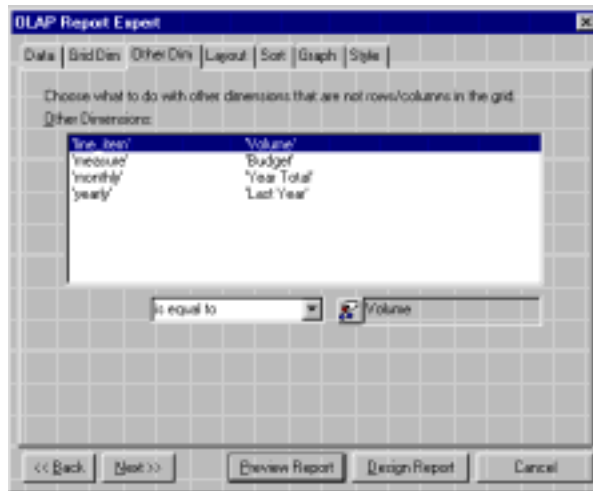 OLAP Report Expert
Data Grid Dim Other Dim Layout Sort Graph Style
Choose what to do with other dimensions that are not rows/columns in the grid.
Other Dimensions:
'line_item' 'Volume'
'measure' 'Budget'
'monthly' 'Year Total'
'yearly' 'Last Year'
is equal to Volume
<< Back Next >> Preview Report Design Report Cancel